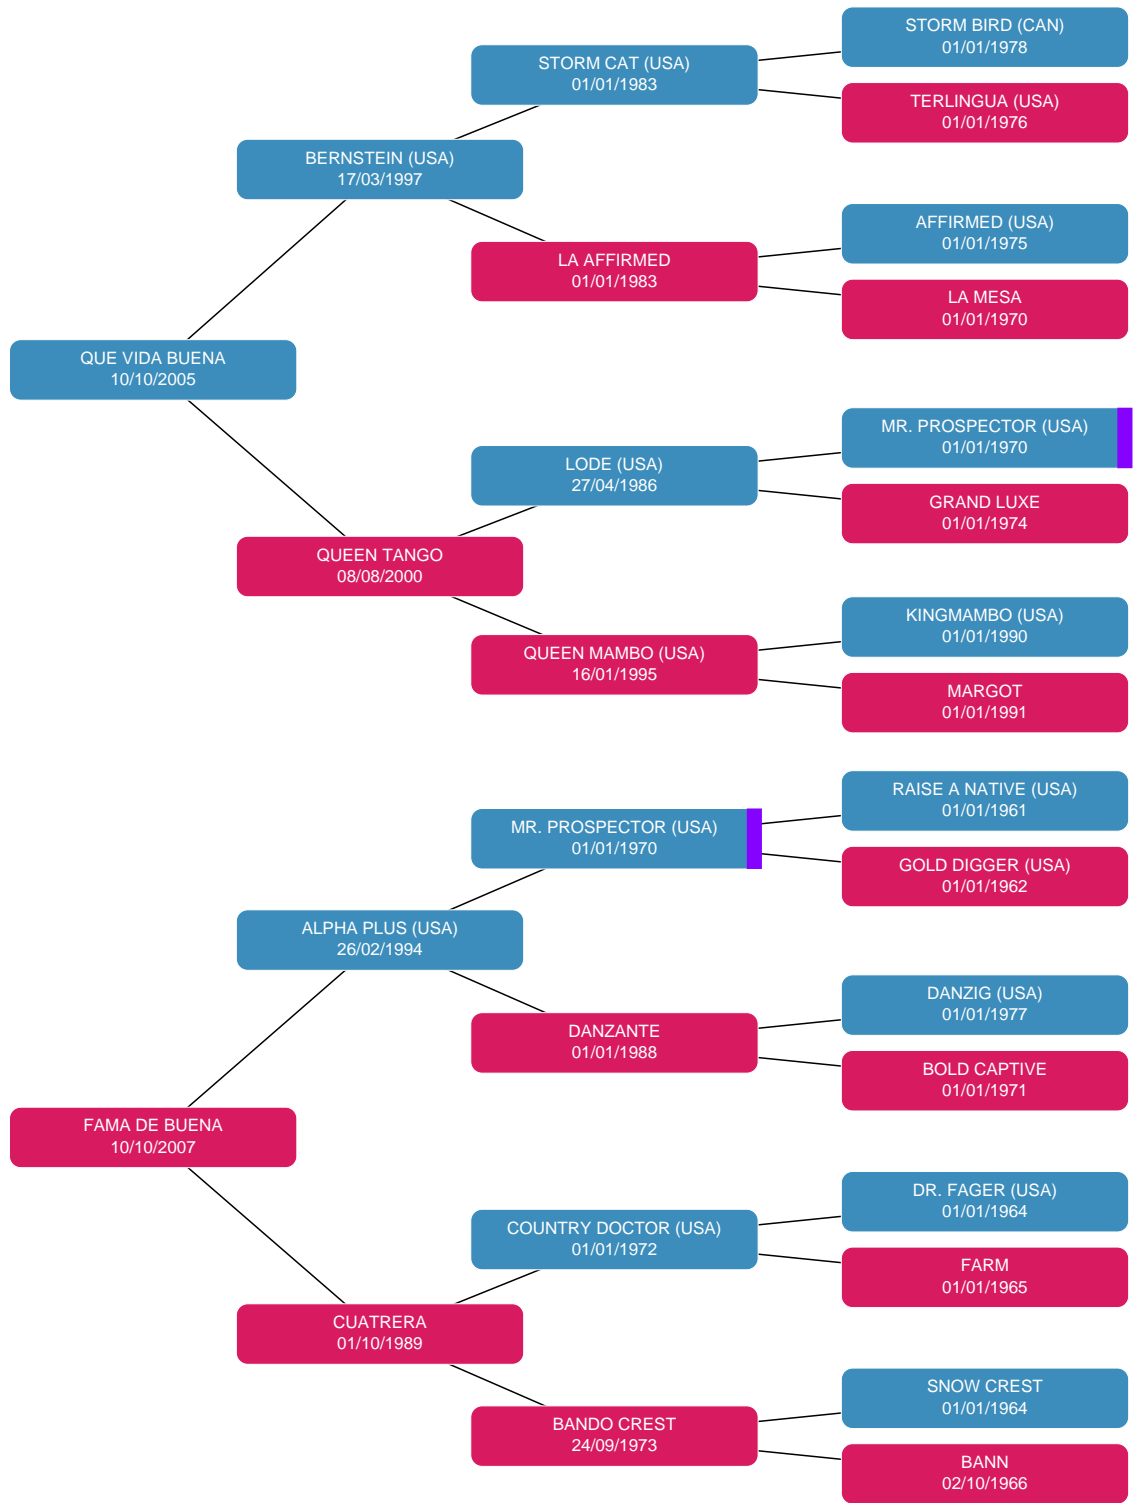 STORM BIRD (CAN)
01/01/1978
STORM CAT (USA)
01/01/1983
TERLINGUA (USA)
01/01/1976
BERNSTEIN (USA)
17/03/1997
AFFIRMED (USA)
01/01/1975
LA AFFIRMED
01/01/1983
LA MESA
01/01/1970
QUE VIDA BUENA
10/10/2005
MR. PROSPECTOR (USA)
01/01/1970
LODE (USA)
27/04/1986
GRAND LUXE
01/01/1974
QUEEN TANGO
08/08/2000
KINGMAMBO (USA)
01/01/1990
QUEEN MAMBO (USA)
16/01/1995
MARGOT
01/01/1991
RAISE A NATIVE (USA)
01/01/1961
MR. PROSPECTOR (USA)
01/01/1970
GOLD DIGGER (USA)
01/01/1962
ALPHA PLUS (USA)
26/02/1994
DANZIG (USA)
01/01/1977
DANZANTE
01/01/1988
BOLD CAPTIVE
01/01/1971
FAMA DE BUENA
10/10/2007
DR. FAGER (USA)
01/01/1964
COUNTRY DOCTOR (USA)
01/01/1972
FARM
01/01/1965
CUATRERA
01/10/1989
SNOW CREST
01/01/1964
BANDO CREST
24/09/1973
BANN
02/10/1966